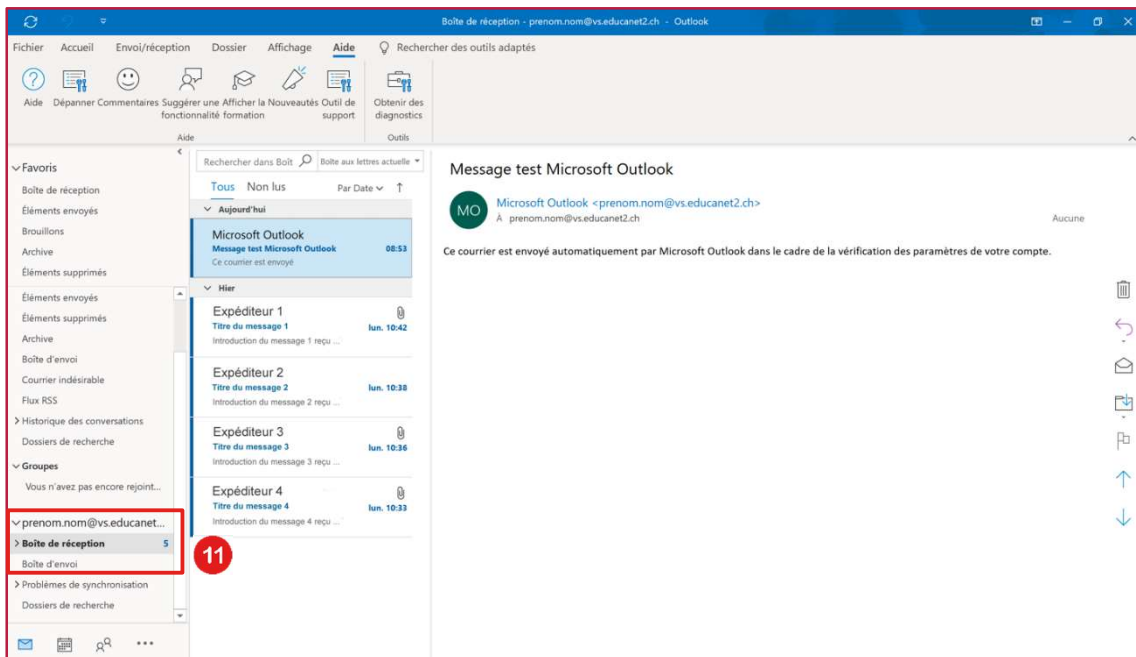 Boîte de réception - prenom.nom@vs.educanet2.ch - Outlook
Fichier Accueil Envoi/réception Dossier Affichage Aide Rechercher des outils adaptés
Aide Dépanner Commentaires Suggérer une Afficher la Nouveautés Outil de Obtenir des
fonctionnalité formation support diagnostics
Aide Outils
Favoris
Boîte de réception
Éléments envoyés
Brouillons
Archive
Éléments supprimés
Éléments envoyés
Éléments supprimés
Archive
Boîte d'envoi
Courrier indésirable
Flux RSS
Historique des conversations
Dossiers de recherche
Groupes
Vous n'avez pas encore rejoint...
prenom.nom@vs.educanet...
Boîte de réception 5
Boîte d'envoi
11
Problèmes de synchronisation
Dossiers de recherche
Rechercher dans Boît Boîte aux lettres actuelle
Tous Non lus Par Date
Aujourd'hui
Microsoft Outlook
Message test Microsoft Outlook 08:53
Ce courrier est envoyé
Hier
Expéditeur 1
Titre du message 1 lun. 10:42
Introduction du message 1 reçu ...
Expéditeur 2
Titre du message 2 lun. 10:38
Introduction du message 2 reçu ...
Expéditeur 3
Titre du message 3 lun. 10:36
Introduction du message 3 reçu ...
Expéditeur 4
Titre du message 4 lun. 10:33
Introduction du message 4 reçu ...
Message test Microsoft Outlook
MO
Microsoft Outlook <prenom.nom@vs.educanet2.ch>
À prenom.nom@vs.educanet2.ch Aucune
Ce courrier est envoyé automatiquement par Microsoft Outlook dans le cadre de la vérification des paramètres de votre compte.